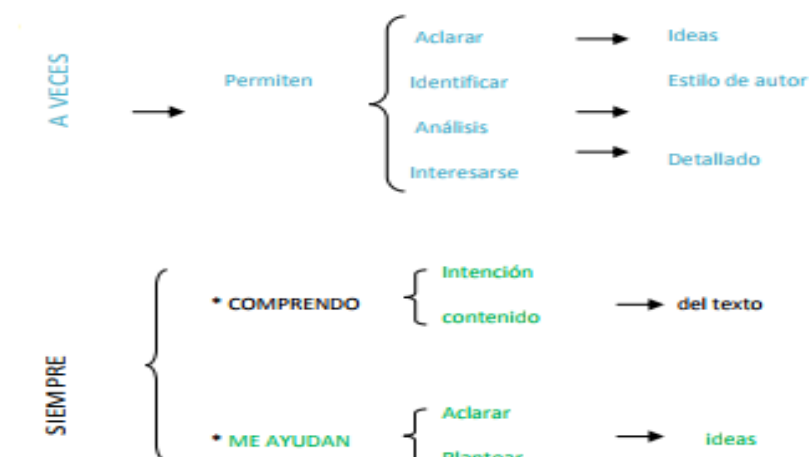 A VECES
Permiten
Aclarar
Ideas
Identificar
Estilo de autor
Análisis
Interesarse
Detallado
SIEMPRE
* COMPRENDO
Intención
contenido
del texto
* ME AYUDAN
Aclarar
Plantear
ideas